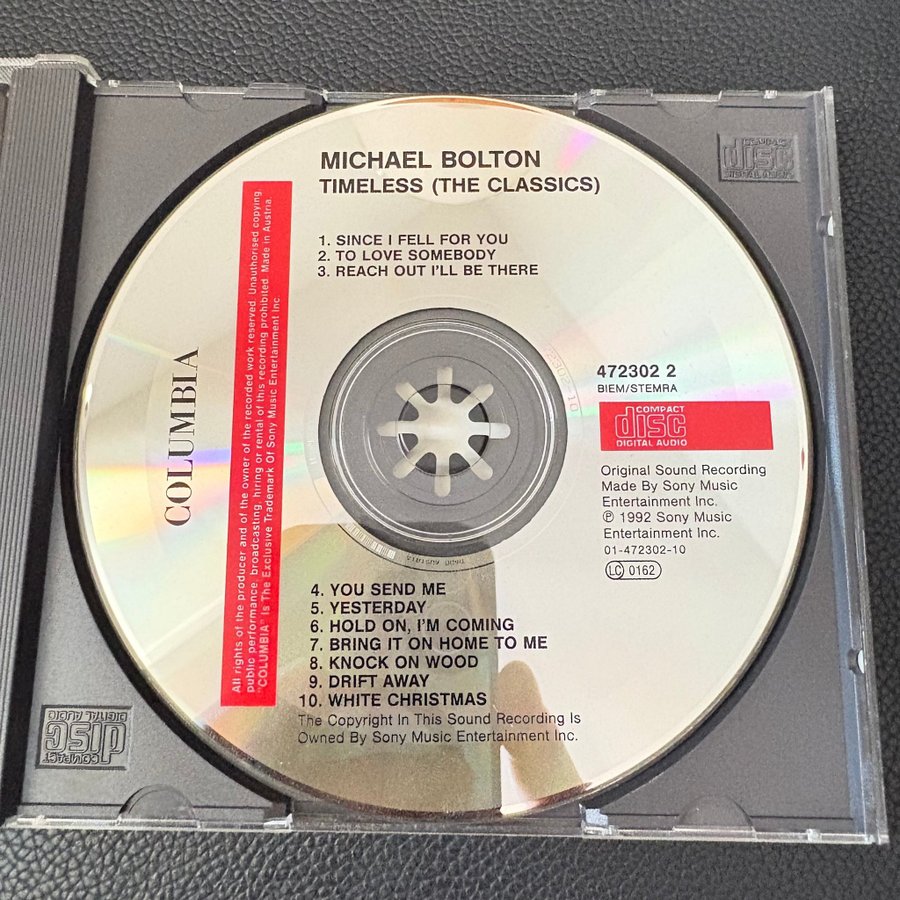 MICHAEL BOLTON
TIMELESS (THE CLASSICS)
1. SINCE I FELL FOR YOU
2. TO LOVE SOMEBODY
3. REACH OUT I'LL BE THERE
COLUMBIA
All rights of the producer and of the owner of the recorded work reserved. Unauthorised copying,
public performance, broadcasting, hiring or rental of this recording prohibited. Made in Austria.
"COLUMBIA" Is The Exclusive Trademark Of Sony Music Entertainment Inc.
472302 2
BIEM/STEMRA
COMPACT
disc
DIGITAL AUDIO
Original Sound Recording
Made By Sony Music
Entertainment Inc.
℗ 1992 Sony Music
Entertainment Inc.
01-472302-10
LC 0162
4. YOU SEND ME
5. YESTERDAY
6. HOLD ON, I'M COMING
7. BRING IT ON HOME TO ME
8. KNOCK ON WOOD
9. DRIFT AWAY
10. WHITE CHRISTMAS
The Copyright In This Sound Recording Is
Owned By Sony Music Entertainment Inc.
COMPACT
disc
DIGITAL AUDIO
COMPACT
disc
DIGITAL AUDIO